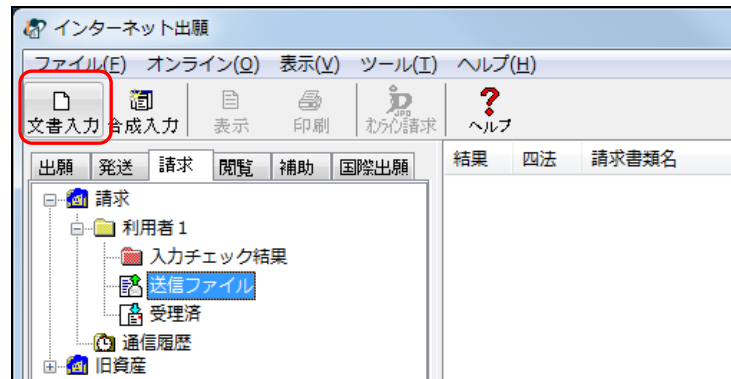 インターネット出願
ファイル(F) オンライン(O) 表示(V) ツール(T) ヘルプ(H)
文書入力 合成入力 表示 印刷 オンライン請求 ヘルプ
出願 発送 請求 閲覧 補助 国際出願
結果 四法 請求書類名
請求
利用者1
入力チェック結果
送信ファイル
受理済
通信履歴
旧資産